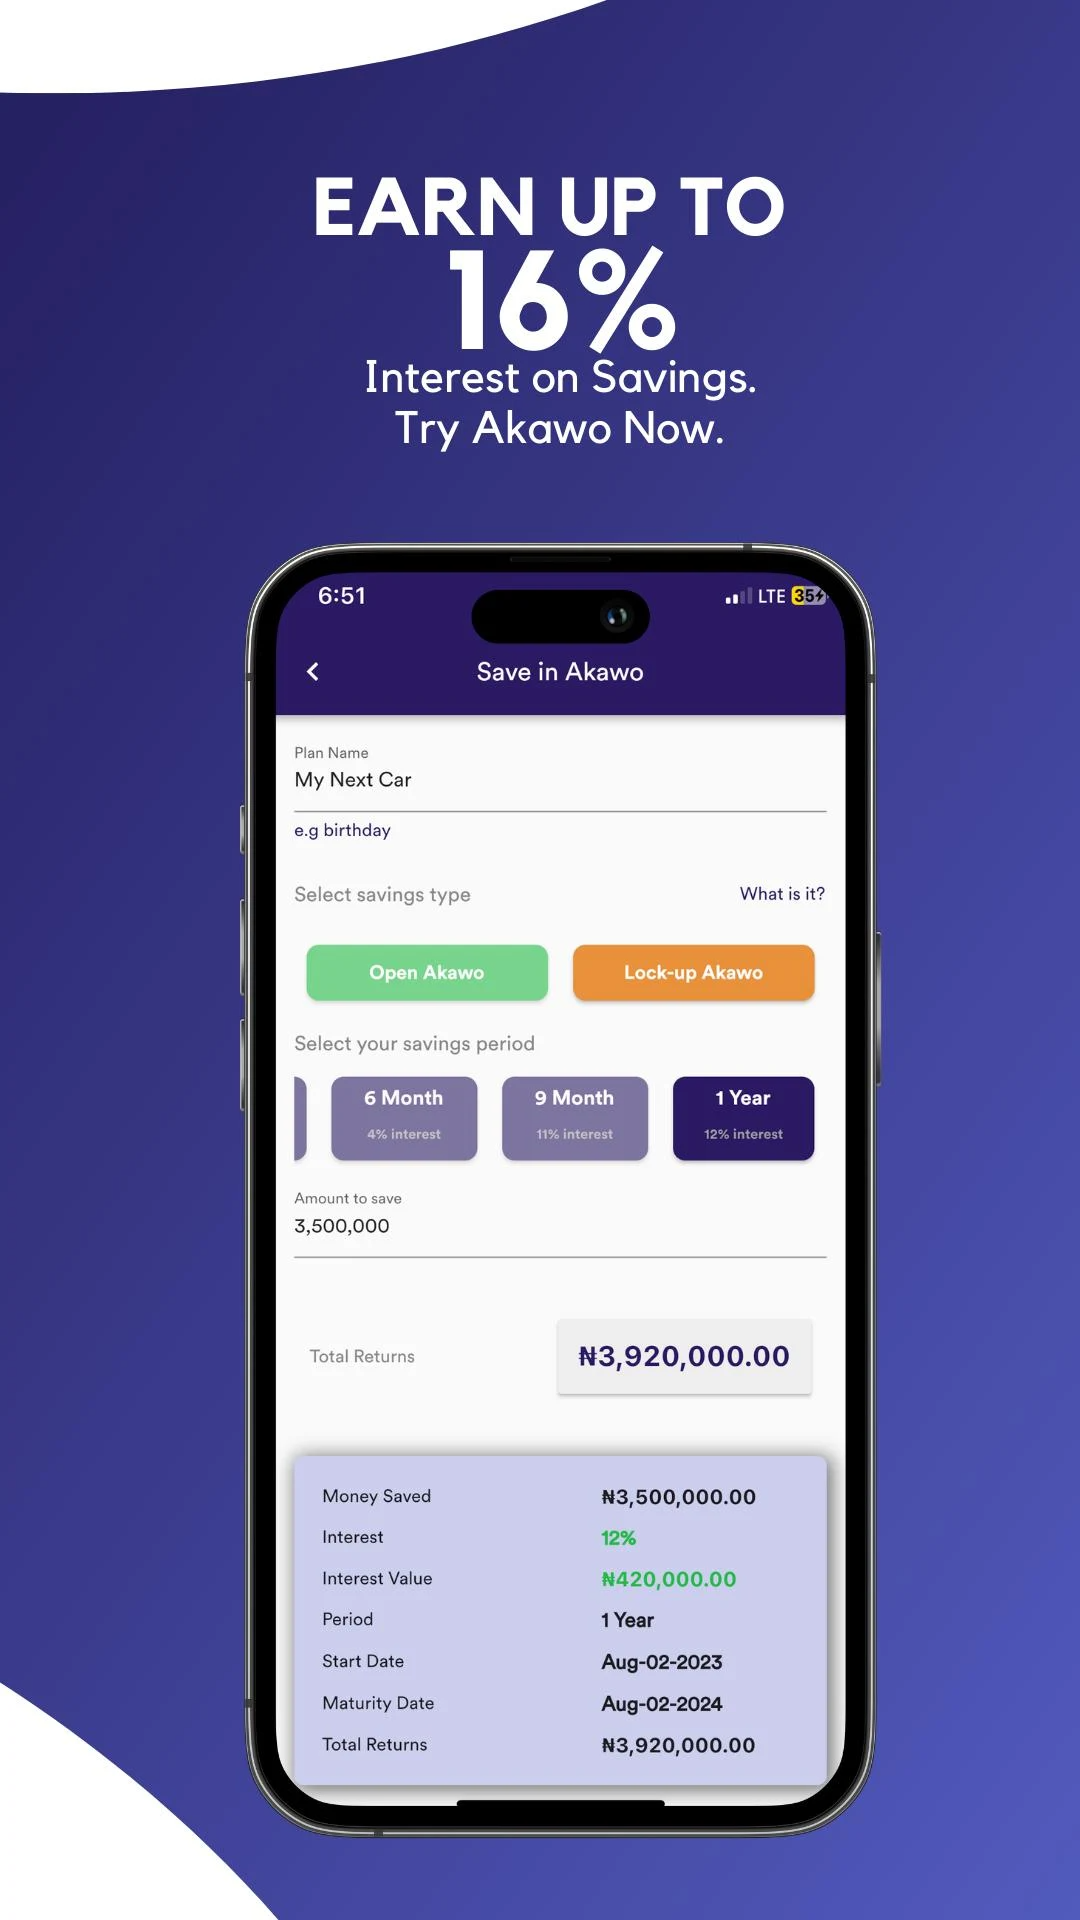 EARN UP TO
16%
Interest on Savings.
Try Akawo Now.
6:51
LTE 35
Save in Akawo
Plan Name
My Next Car
e.g birthday
Select savings type What is it?
Open Akawo Lock-up Akawo
Select your savings period
6 Month 9 Month 1 Year
4% interest 11% interest 12% interest
Amount to save
3,500,000
Total Returns ₦3,920,000.00
Money Saved ₦3,500,000.00
Interest 12%
Interest Value ₦420,000.00
Period 1 Year
Start Date Aug-02-2023
Maturity Date Aug-02-2024
Total Returns ₦3,920,000.00